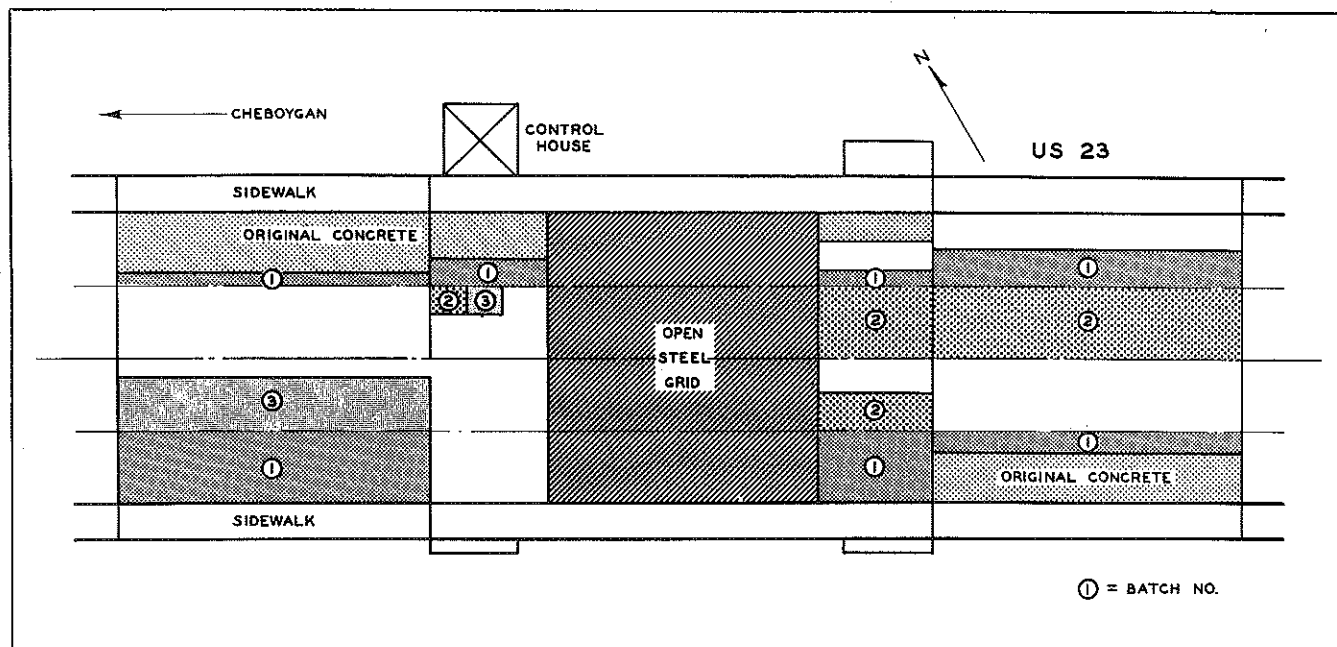 N
CHEBOYGAN
CONTROL
HOUSE
US 23
SIDEWALK
ORIGINAL CONCRETE
1
1
1
1
2
3
2
2
OPEN
STEEL
GRID
3
2
1
1
1
ORIGINAL CONCRETE
SIDEWALK
1 = BATCH NO.